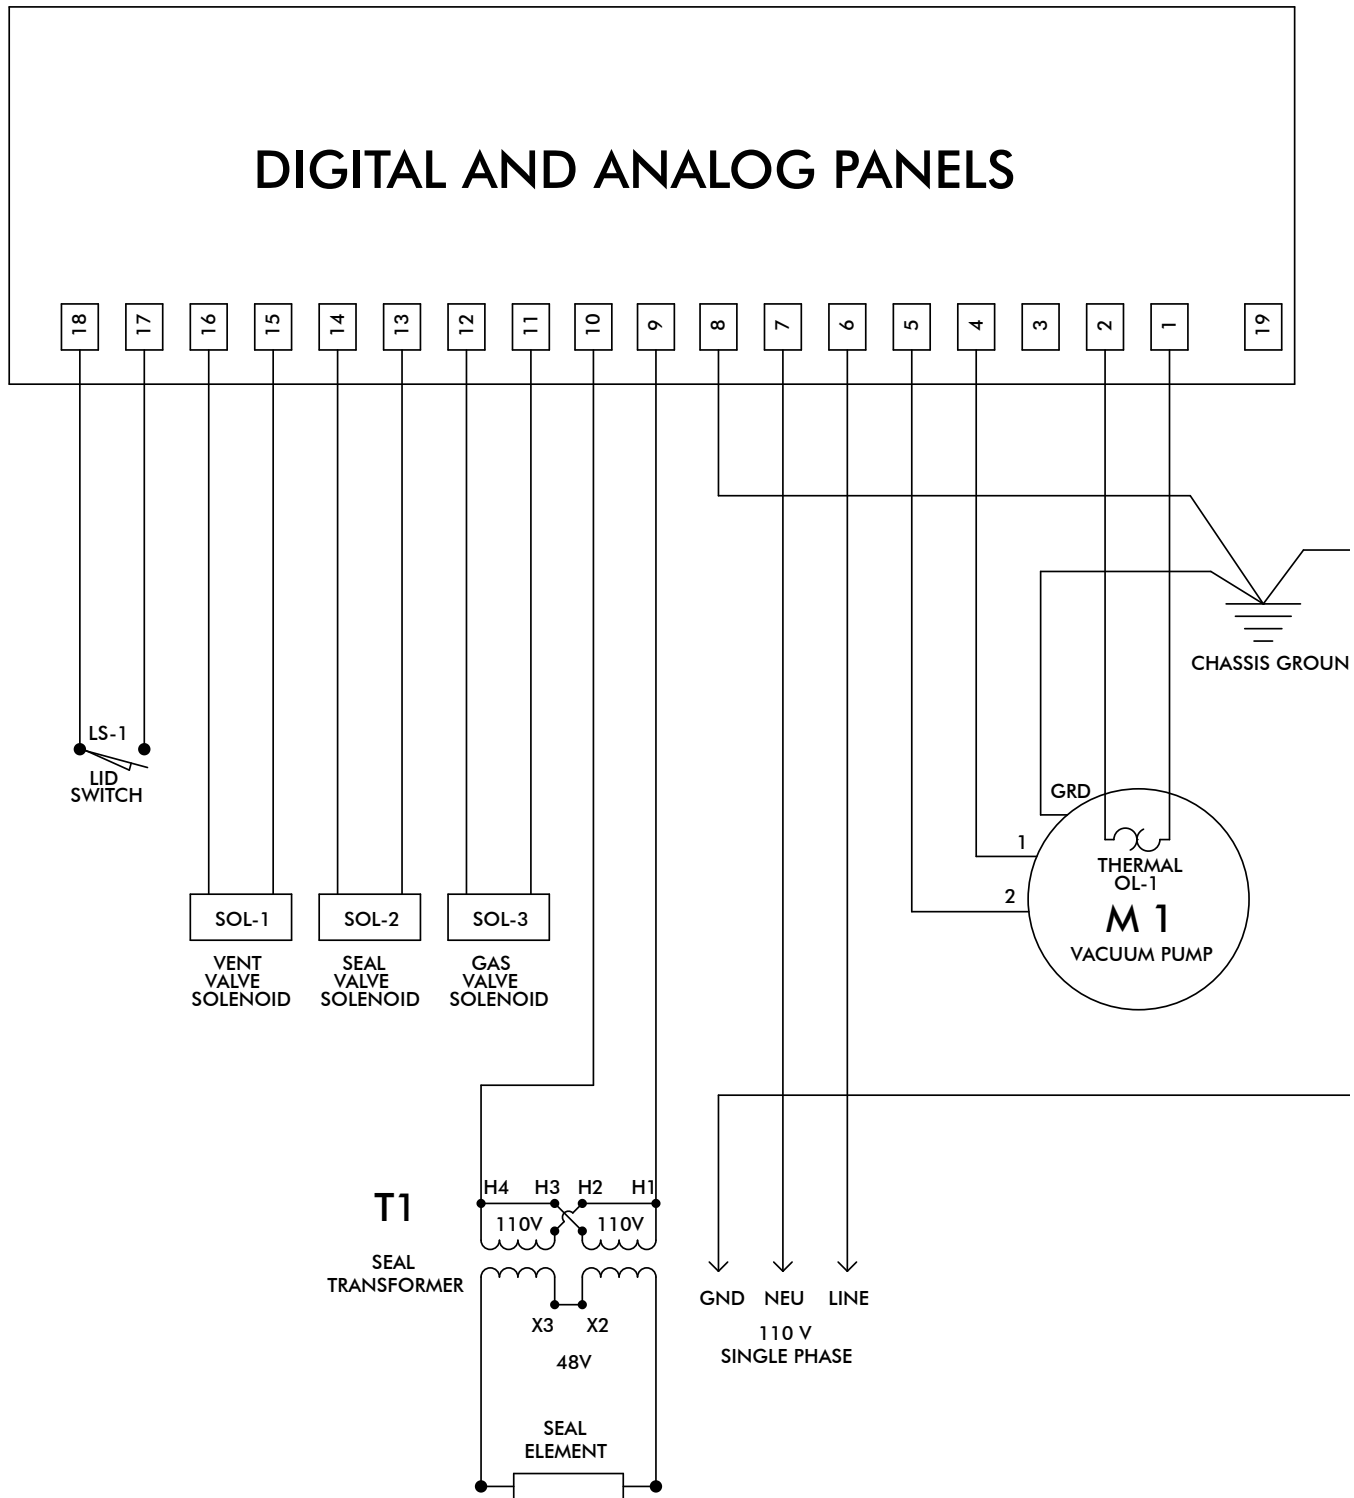 DIGITAL AND ANALOG PANELS
18 17 16 15 14 13 12 11 10 9 8 7 6 5 4 3 2 1 19
CHASSIS GROUN
LS-1
LID
SWITCH
GRD
1
2
THERMAL
OL-1
M 1
VACUUM PUMP
SOL-1 SOL-2 SOL-3
VENT
VALVE
SOLENOID
SEAL
VALVE
SOLENOID
GAS
VALVE
SOLENOID
T1
SEAL
TRANSFORMER
H4 H3 H2 H1
110V 110V
X3 X2
48V
GND NEU LINE
110 V
SINGLE PHASE
SEAL
ELEMENT